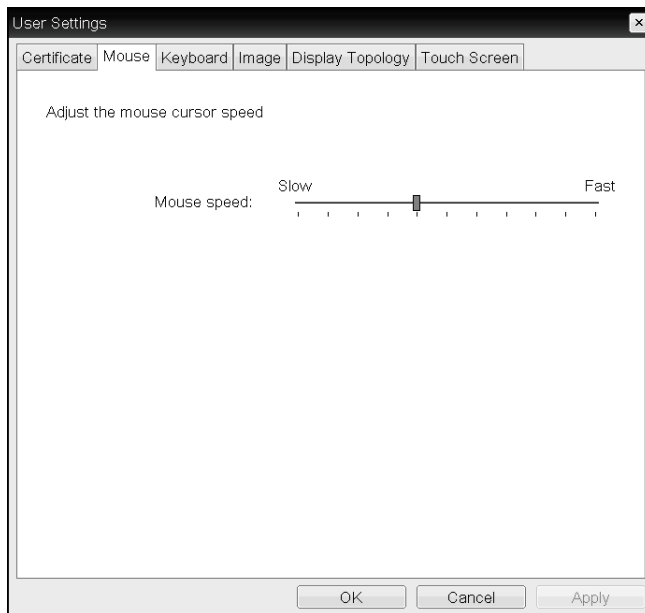 User Settings
Certificate Mouse Keyboard Image Display Topology Touch Screen
Adjust the mouse cursor speed
Slow Fast
Mouse speed:
OK Cancel Apply